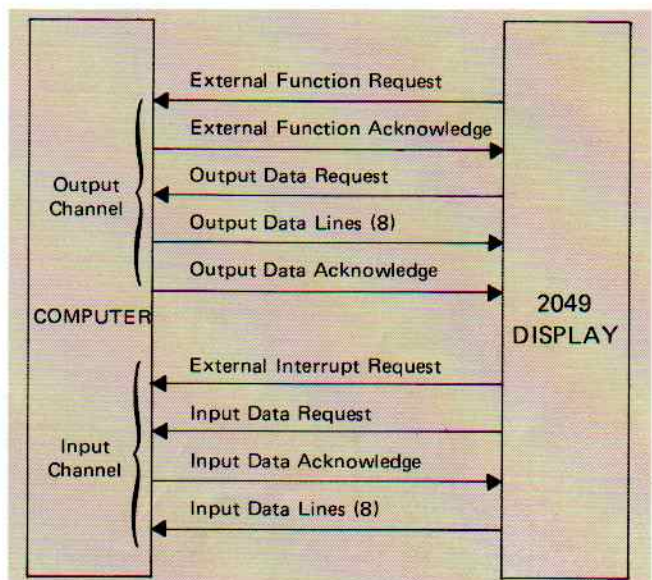 External Function Request
External Function Acknowledge
Output Data Request
Output
Channel
Output Data Lines (8)
Output Data Acknowledge
COMPUTER
2049
DISPLAY
External Interrupt Request
Input Data Request
Input
Channel
Input Data Acknowledge
Input Data Lines (8)